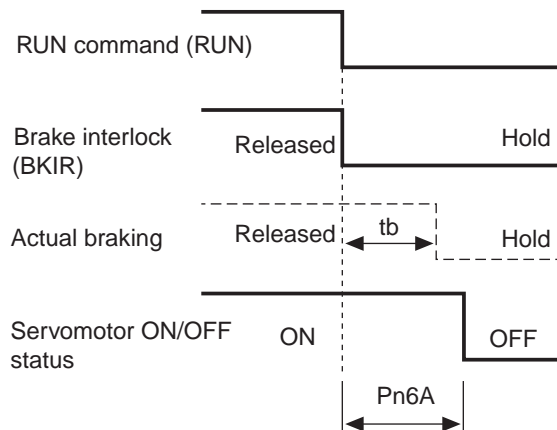 RUN command (RUN)
Brake interlock
(BKIR)
Released
Hold
Actual braking
Released
tb
Hold
Servomotor ON/OFF
status
ON
OFF
Pn6A